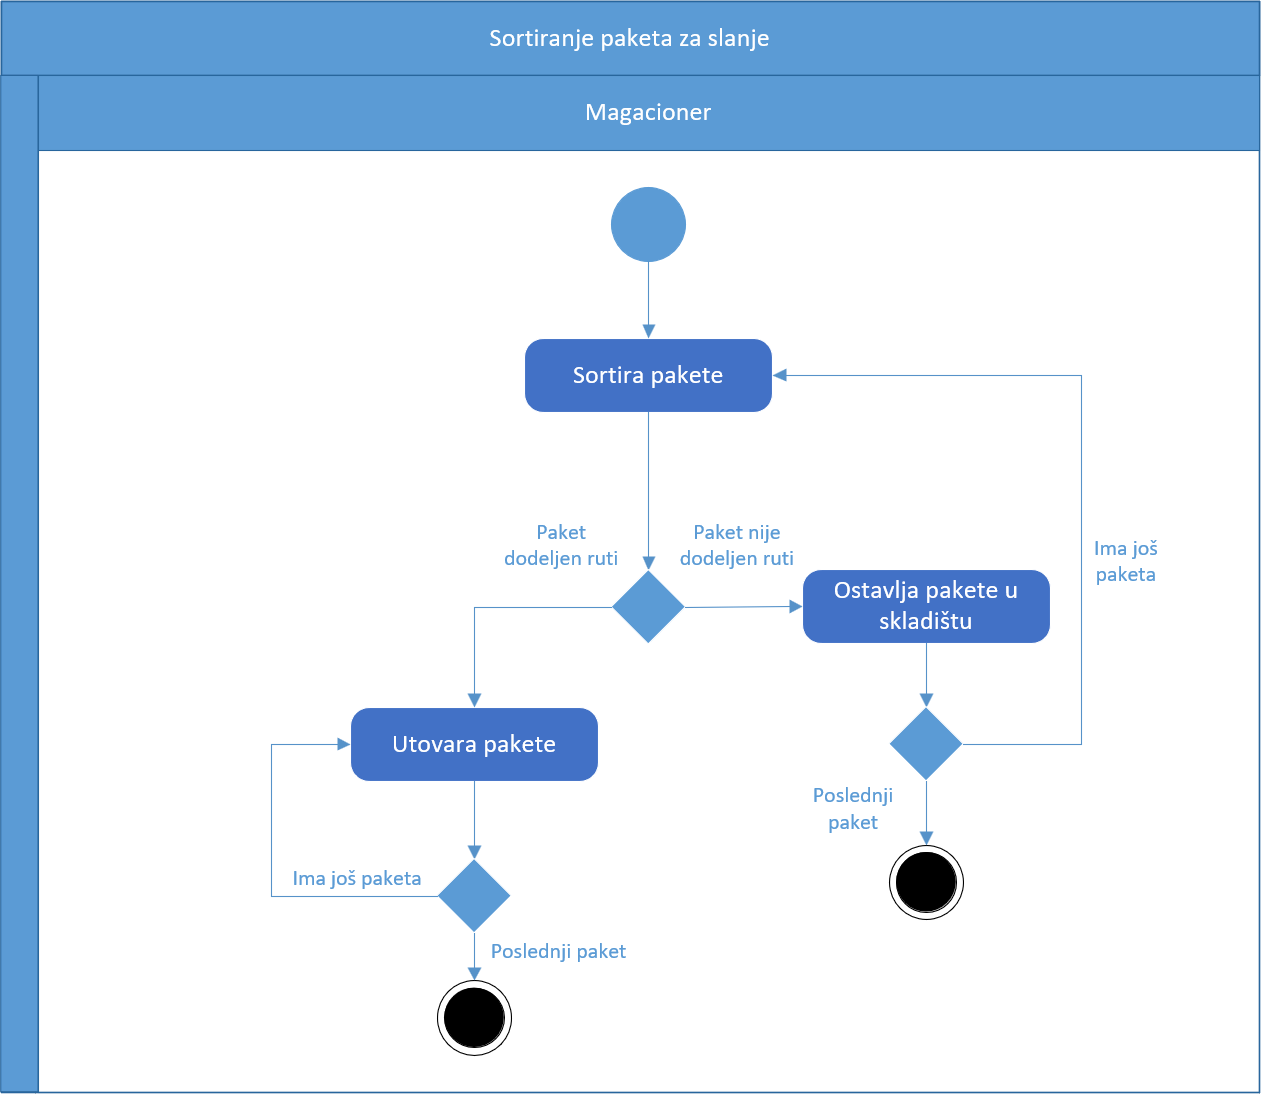 Sortiranje paketa za slanje
Magacioner
Sortira pakete
Paket
dodeljen ruti
Paket nije
dodeljen ruti
Ima još
paketa
Ostavlja pakete u
skladištu
Utovara pakete
Poslednji
paket
Ima još paketa
Poslednji paket